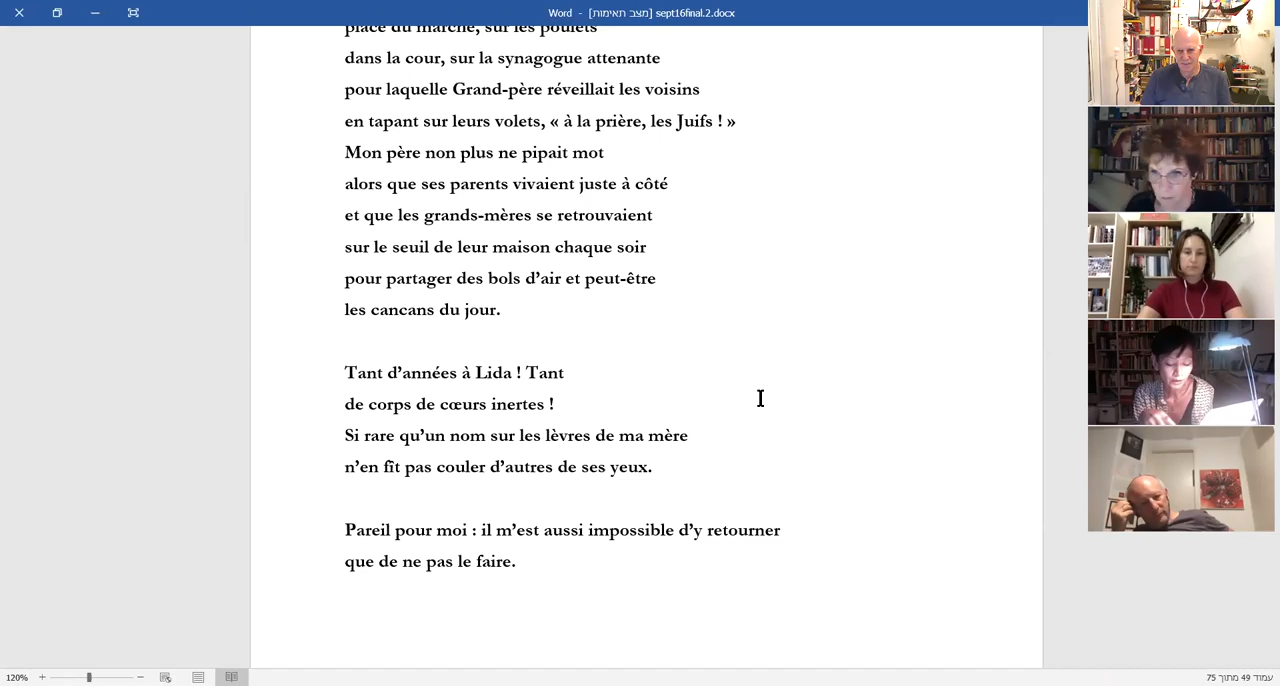 sept16final.2.docx [מצב תאימות] - Word
place du marché, sur les poulets
dans la cour, sur la synagogue attenante
pour laquelle Grand-père réveillait les voisins
en tapant sur leurs volets, « à la prière, les Juifs ! »
Mon père non plus ne pipait mot
alors que ses parents vivaient juste à côté
et que les grands-mères se retrouvaient
sur le seuil de leur maison chaque soir
pour partager des bols d’air et peut-être
les cancans du jour.
Tant d’années à Lida ! Tant
de corps de cœurs inertes !
Si rare qu’un nom sur les lèvres de ma mère
n’en fît pas couler d’autres de ses yeux.
Pareil pour moi : il m’est aussi impossible d’y retourner
que de ne pas le faire.
120%
עמוד 49 מתוך 75